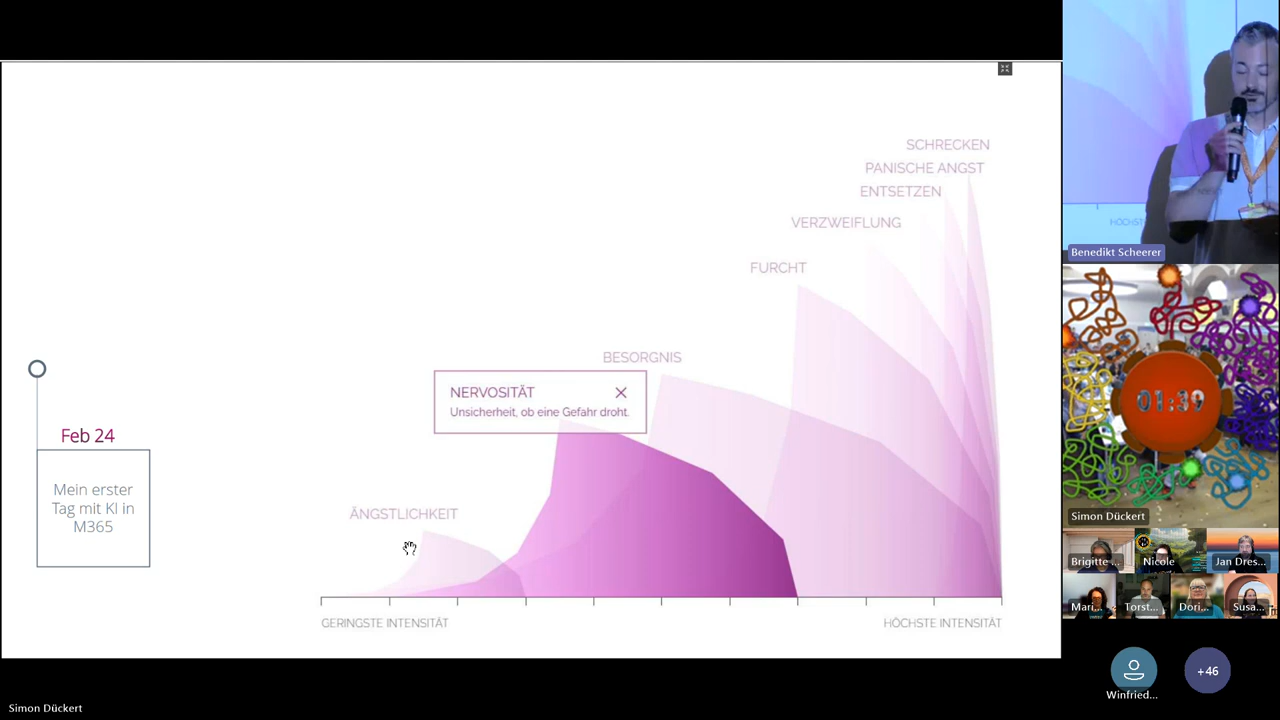 SCHRECKEN
PANISCHE ANGST
ENTSETZEN
VERZWEIFLUNG
FURCHT
BESORGNIS
NERVOSITÄT
Unsicherheit, ob eine Gefahr droht.
ÄNGSTLICHKEIT
GERINGSTE INTENSITÄT
HÖCHSTE INTENSITÄT
Feb 24
Mein erster
Tag mit KI in
M365
Benedikt Scheerer
01:39
Simon Dückert
Brigitte ...
Nicole
Jan Dres...
Mari...
Torst...
Dori...
Susa...
Winfried...
+46
Simon Dückert